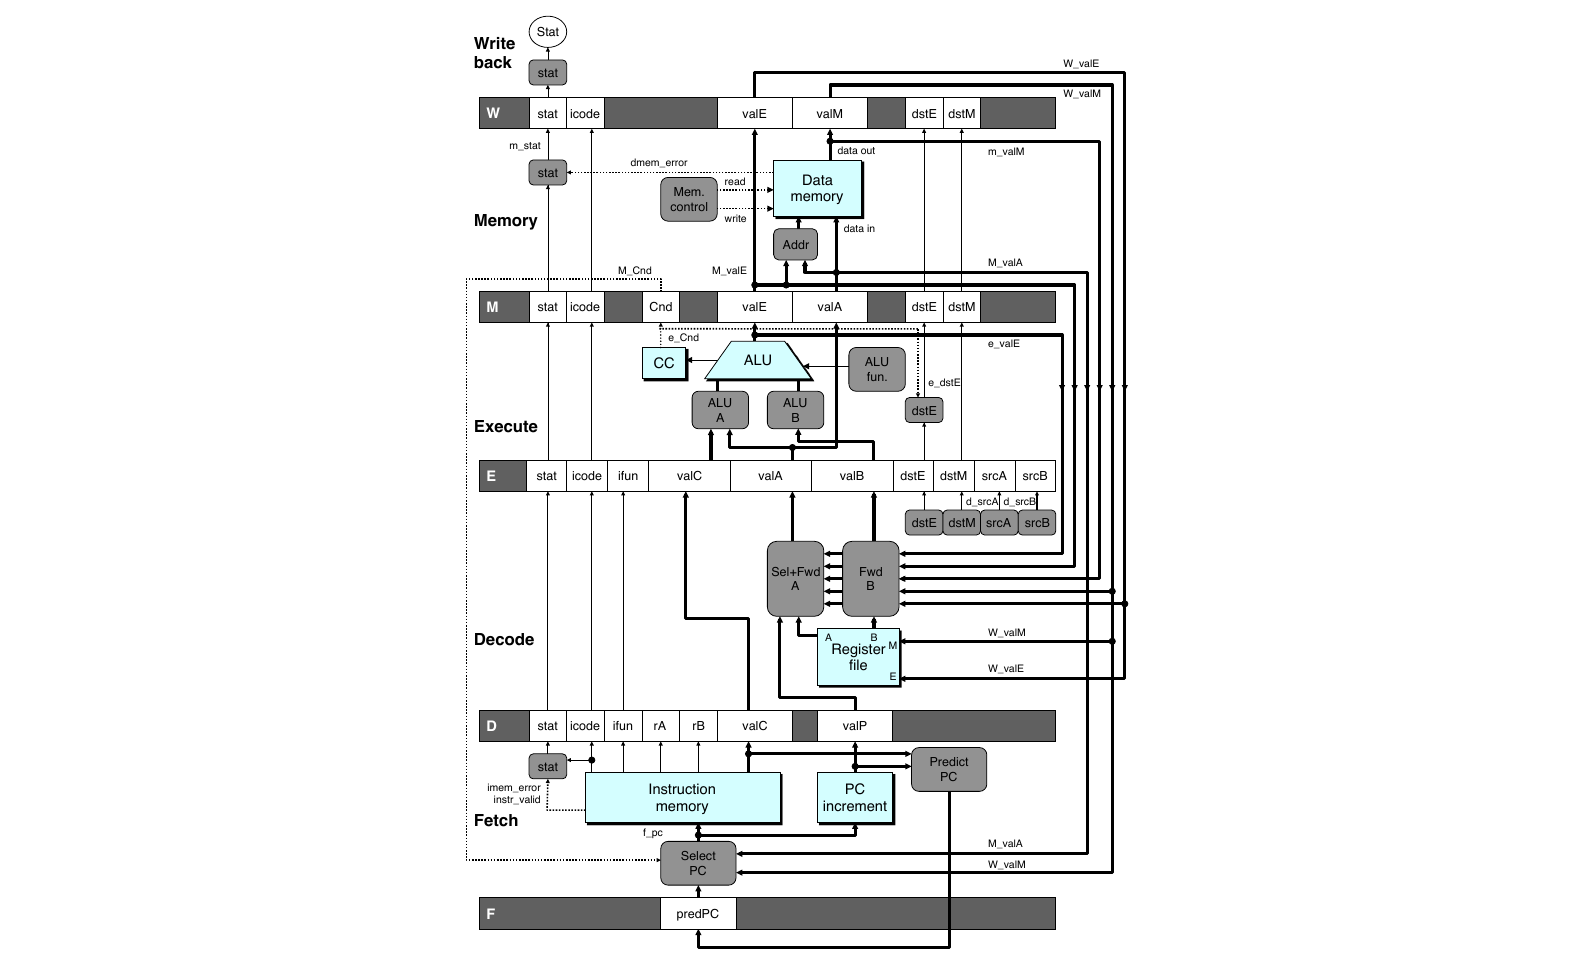 Stat
Write
back
stat
W_valE
W_valM
W
stat
icode
valE
valM
dstE
dstM
m_stat
data out
m_valM
stat
dmem_error
read
write
Mem.
control
Data
memory
Memory
data in
Addr
M_Cnd
M_valE
M_valA
M
stat
icode
Cnd
valE
valA
dstE
dstM
e_Cnd
e_valE
CC
ALU
ALU
fun.
e_dstE
ALU
A
ALU
B
dstE
Execute
E
stat
icode
ifun
valC
valA
valB
dstE
dstM
srcA
srcB
d_srcA
d_srcB
dstE
dstM
srcA
srcB
Sel+Fwd
A
Fwd
B
Decode
A
B
M
Register
file
E
W_valM
W_valE
D
stat
icode
ifun
rA
rB
valC
valP
stat
Predict
PC
imem_error
instr_valid
Instruction
memory
PC
increment
Fetch
f_pc
Select
PC
M_valA
W_valM
F
predPC